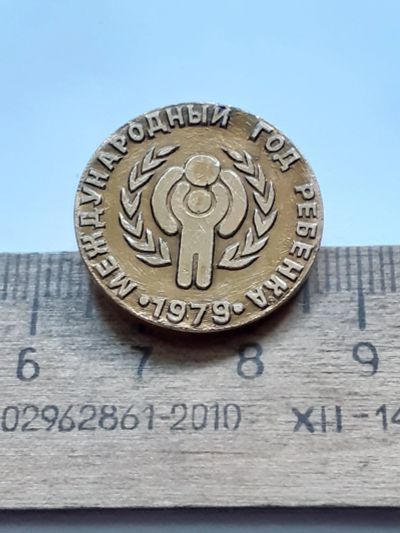 МЕЖДУНАРОДНЫЙ ГОД РЕБЕНКА
• 1979 •
6 7 8 9
02962861-2010 XII-14